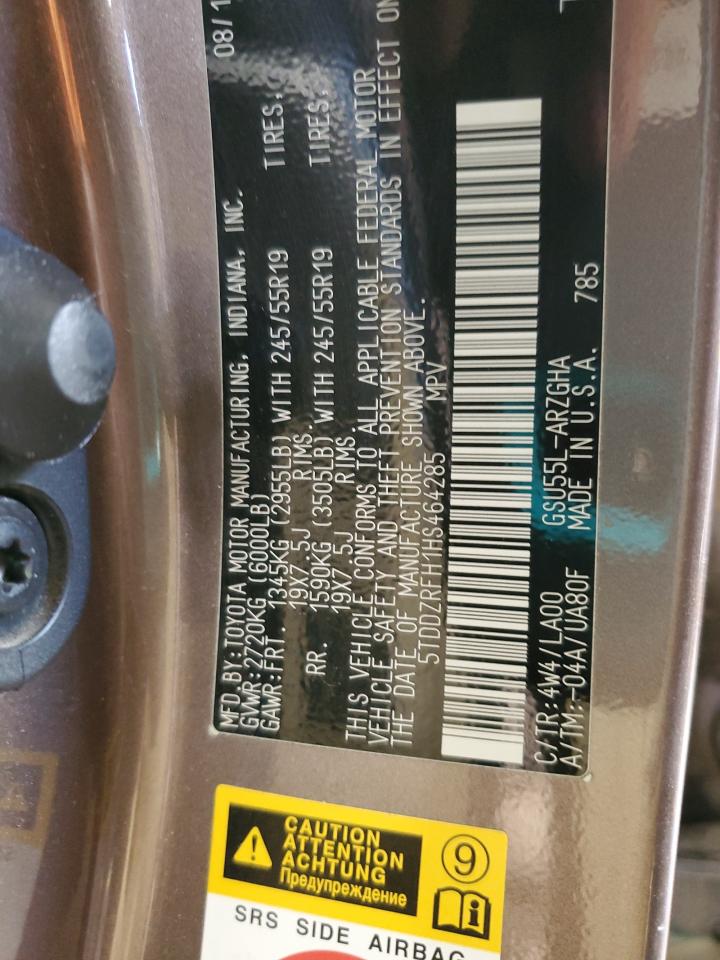 MFD.BY:TOYOTA MOTOR MANUFACTURING, INDIANA, INC. 08/1
GVWR:2720KG(6000LB)
GAWR:FRT. 1345KG (2955LB) WITH 245/55R19 TIRES,
19X7.5J RIMS.
RR. 1590KG (3505LB) WITH 245/55R19 TIRES,
19X7.5J RIMS.
THIS VEHICLE CONFORMS TO ALL APPLICABLE FEDERAL MOTOR
VEHICLE SAFETY AND THEFT PREVENTION STANDARDS IN EFFECT ON
THE DATE OF MANUFACTURE SHOWN ABOVE.
5TDDZRFH1HS464285 MPV
C/TR:4W4/LA00 GSU55L-ARZGHA
A/TM:-04A/UA80F MADE IN U.S.A. 785
CAUTION
ATTENTION
ACHTUNG
Предупреждение
9
i
SRS SIDE AIRBAG